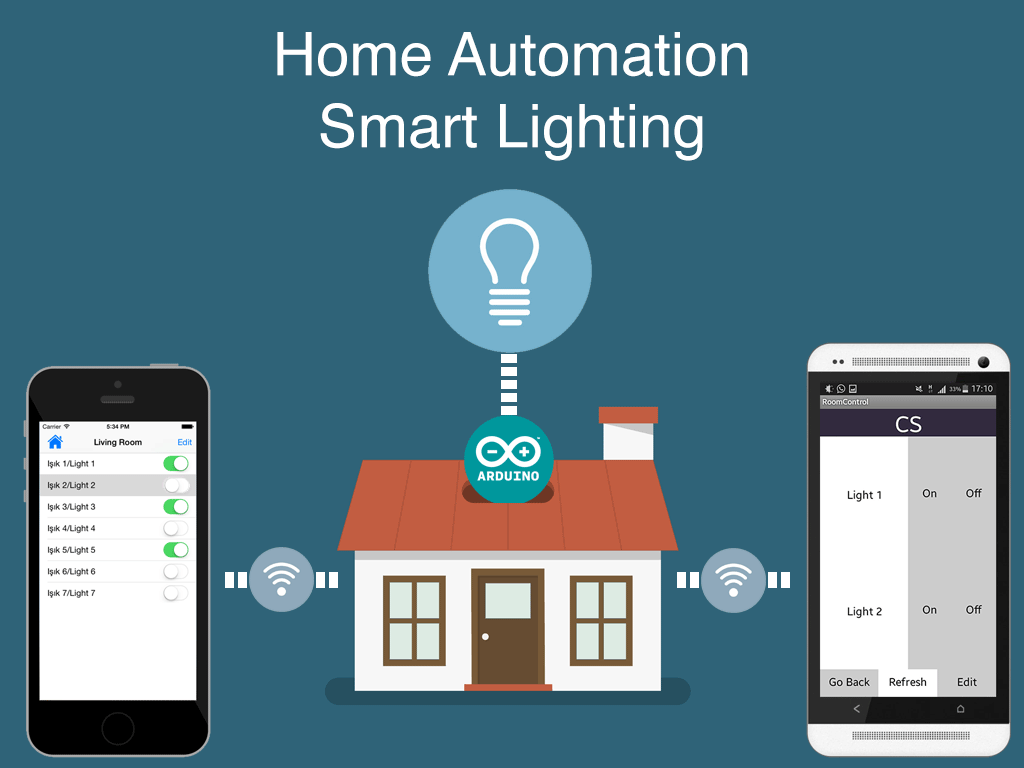 Home Automation
Smart Lighting
ARDUINO
Carrier 5:34 PM
Living Room Edit
Işık 1/Light 1
Işık 2/Light 2
Işık 3/Light 3
Işık 4/Light 4
Işık 5/Light 5
Işık 6/Light 6
Işık 7/Light 7
33% 17:10
RoomControl
CS
Light 1 On Off
Light 2 On Off
Go Back Refresh Edit